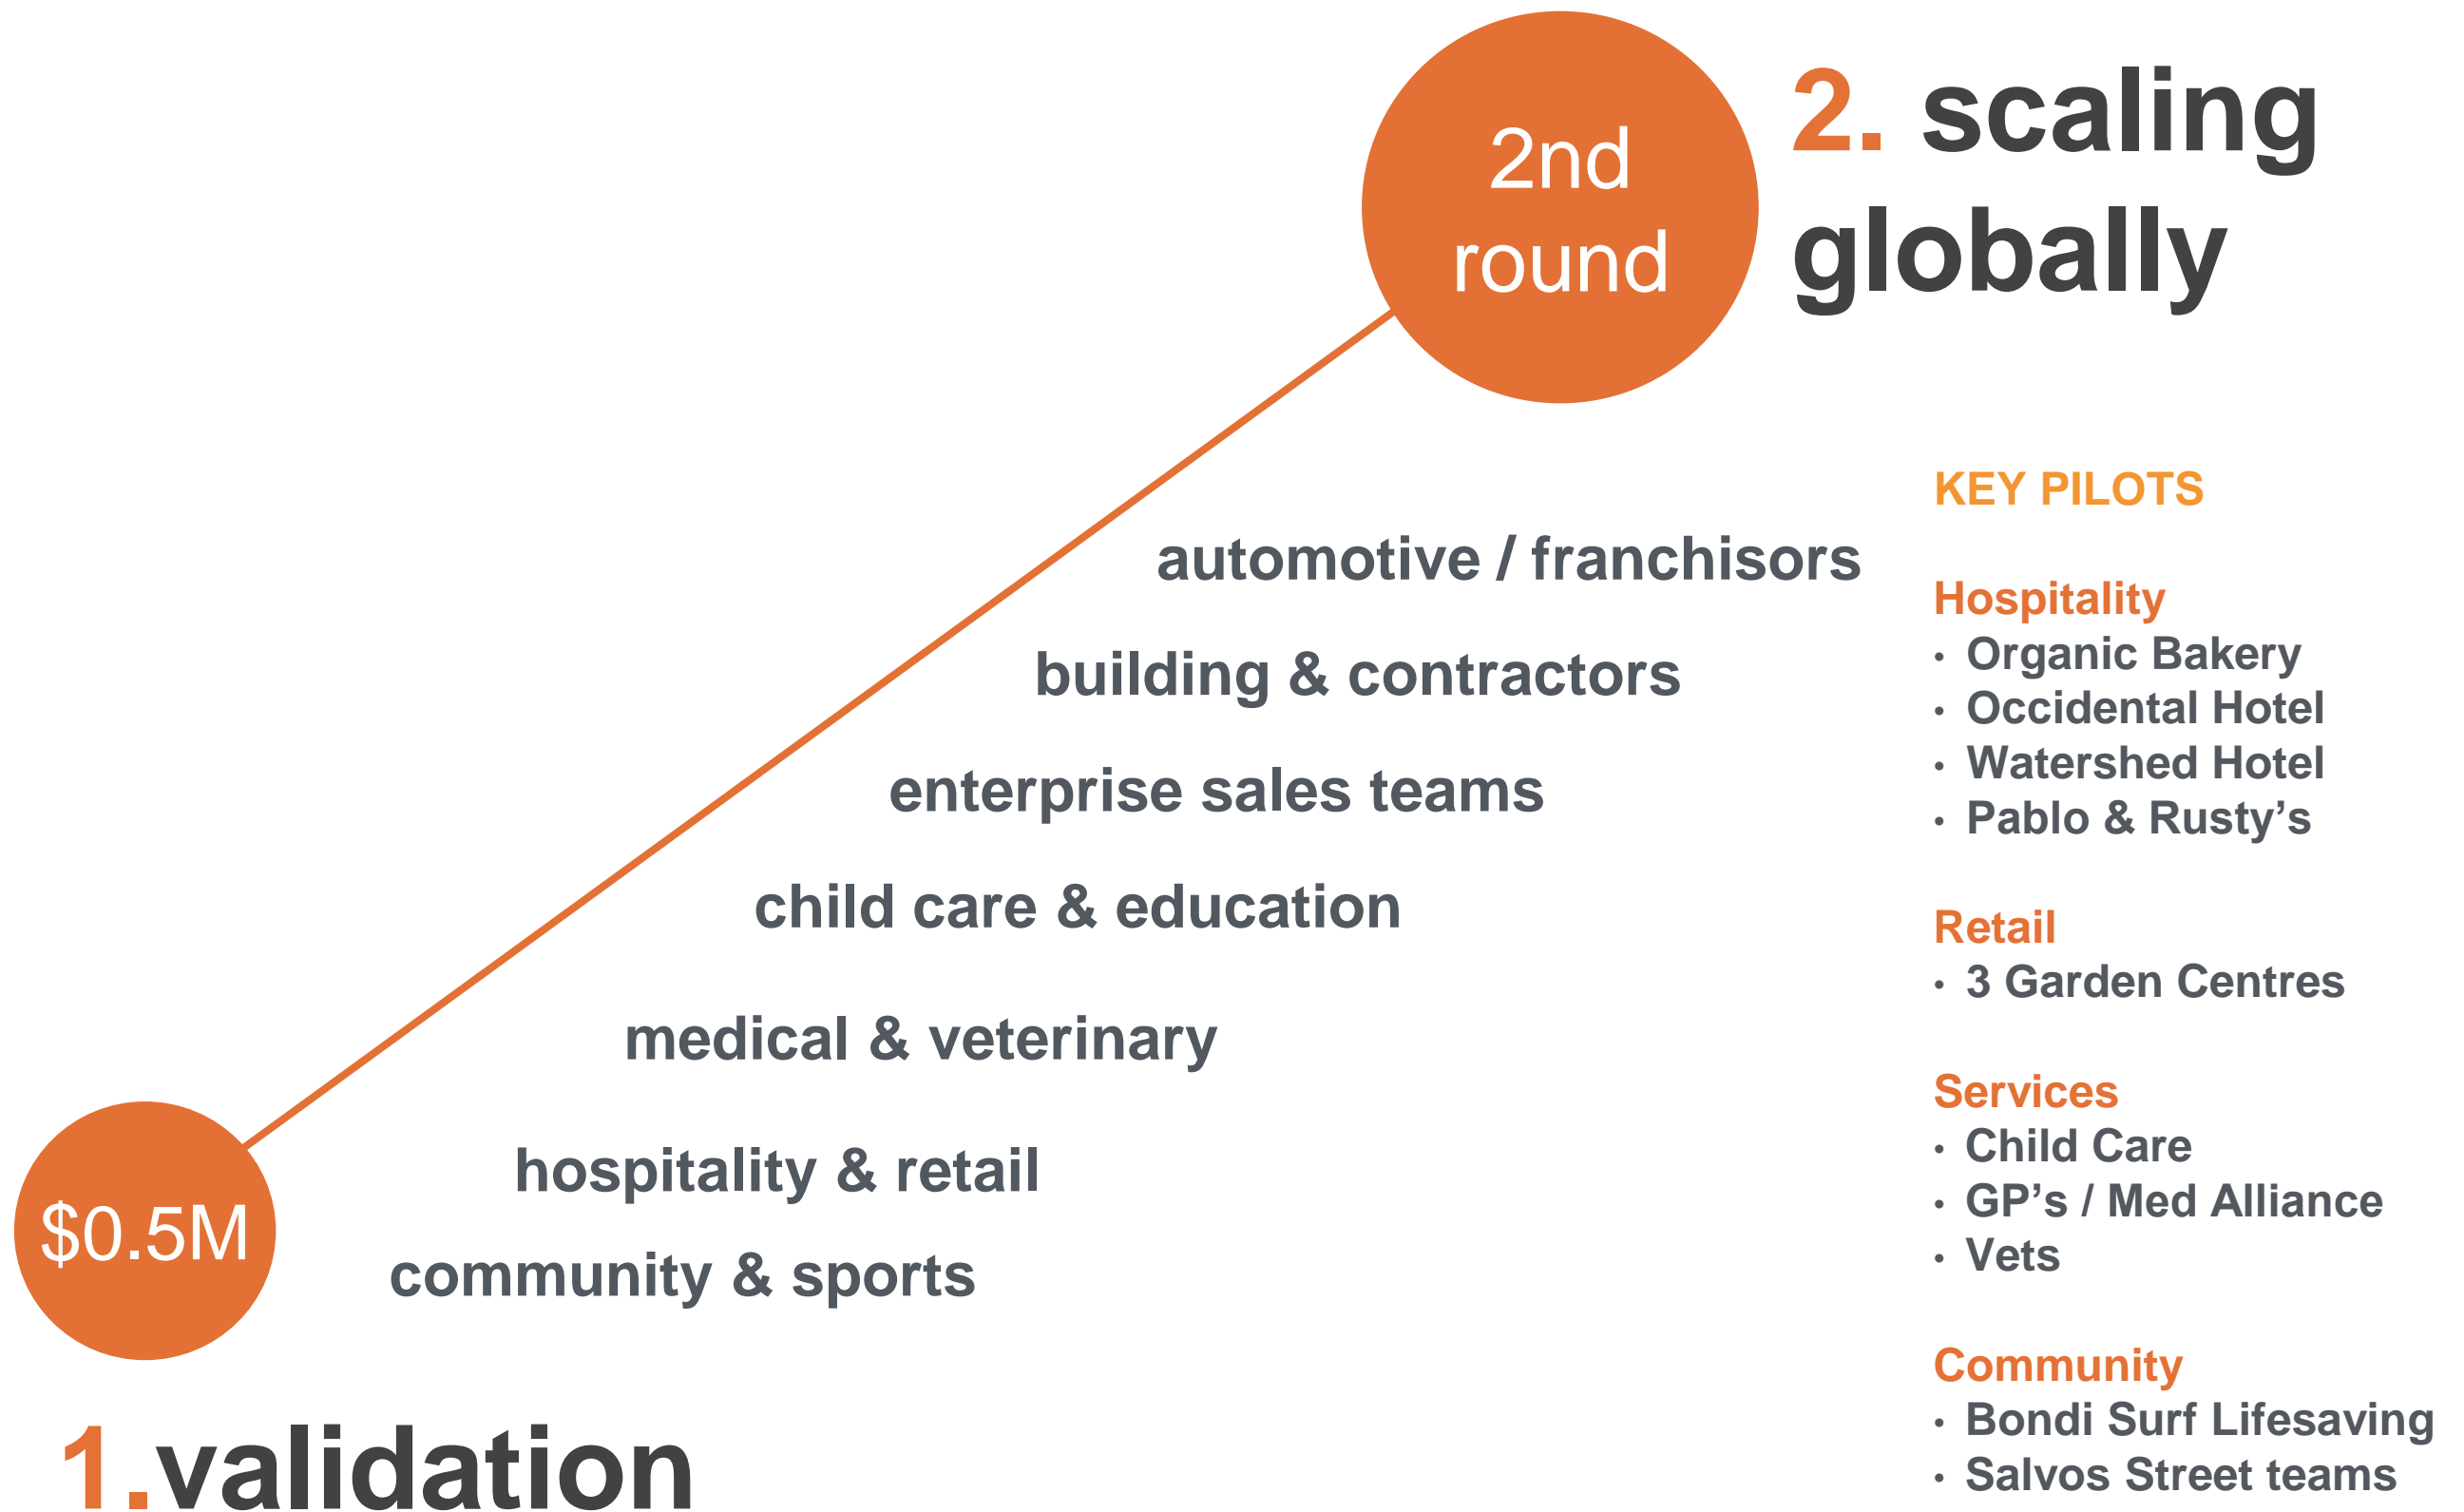 2nd
round
2. scaling
globally
automotive / franchisors
building & contractors
enterprise sales teams
child care & education
medical & veterinary
hospitality & retail
community & sports
$0.5M
1.validation
KEY PILOTS
Hospitality
• Organic Bakery
• Occidental Hotel
• Watershed Hotel
• Pablo & Rusty’s
Retail
• 3 Garden Centres
Services
• Child Care
• GP’s / Med Alliance
• Vets
Community
• Bondi Surf Lifesaving
• Salvos Street teams